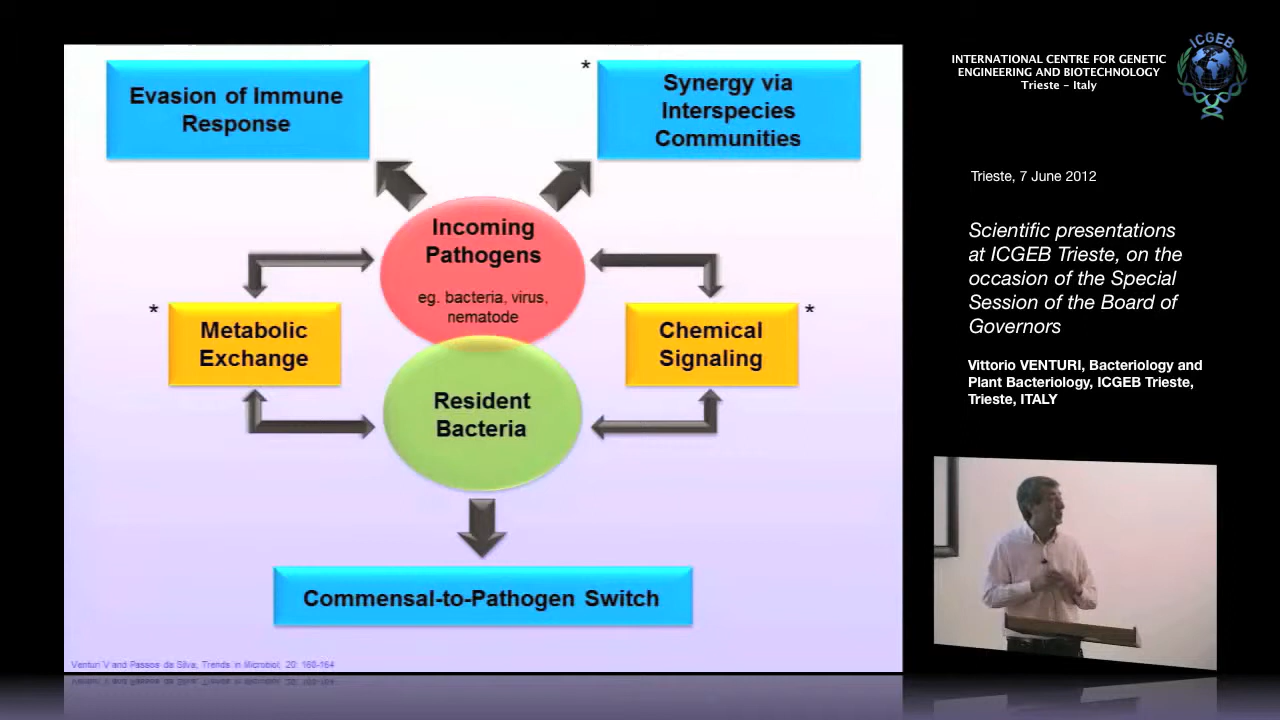 Evasion of Immune
Response
*
Synergy via
Interspecies
Communities
Incoming
Pathogens
eg. bacteria, virus,
nematode
*
Metabolic
Exchange
Chemical
Signaling
*
Resident
Bacteria
Commensal-to-Pathogen Switch
Venturi V and Passos da Silva, Trends in Microbiol, 20: 160-164
INTERNATIONAL CENTRE FOR GENETIC
ENGINEERING AND BIOTECHNOLOGY
Trieste - Italy
ICGEB
Trieste, 7 June 2012
Scientific presentations
at ICGEB Trieste, on the
occasion of the Special
Session of the Board of
Governors
Vittorio VENTURI, Bacteriology and
Plant Bacteriology, ICGEB Trieste,
Trieste, ITALY